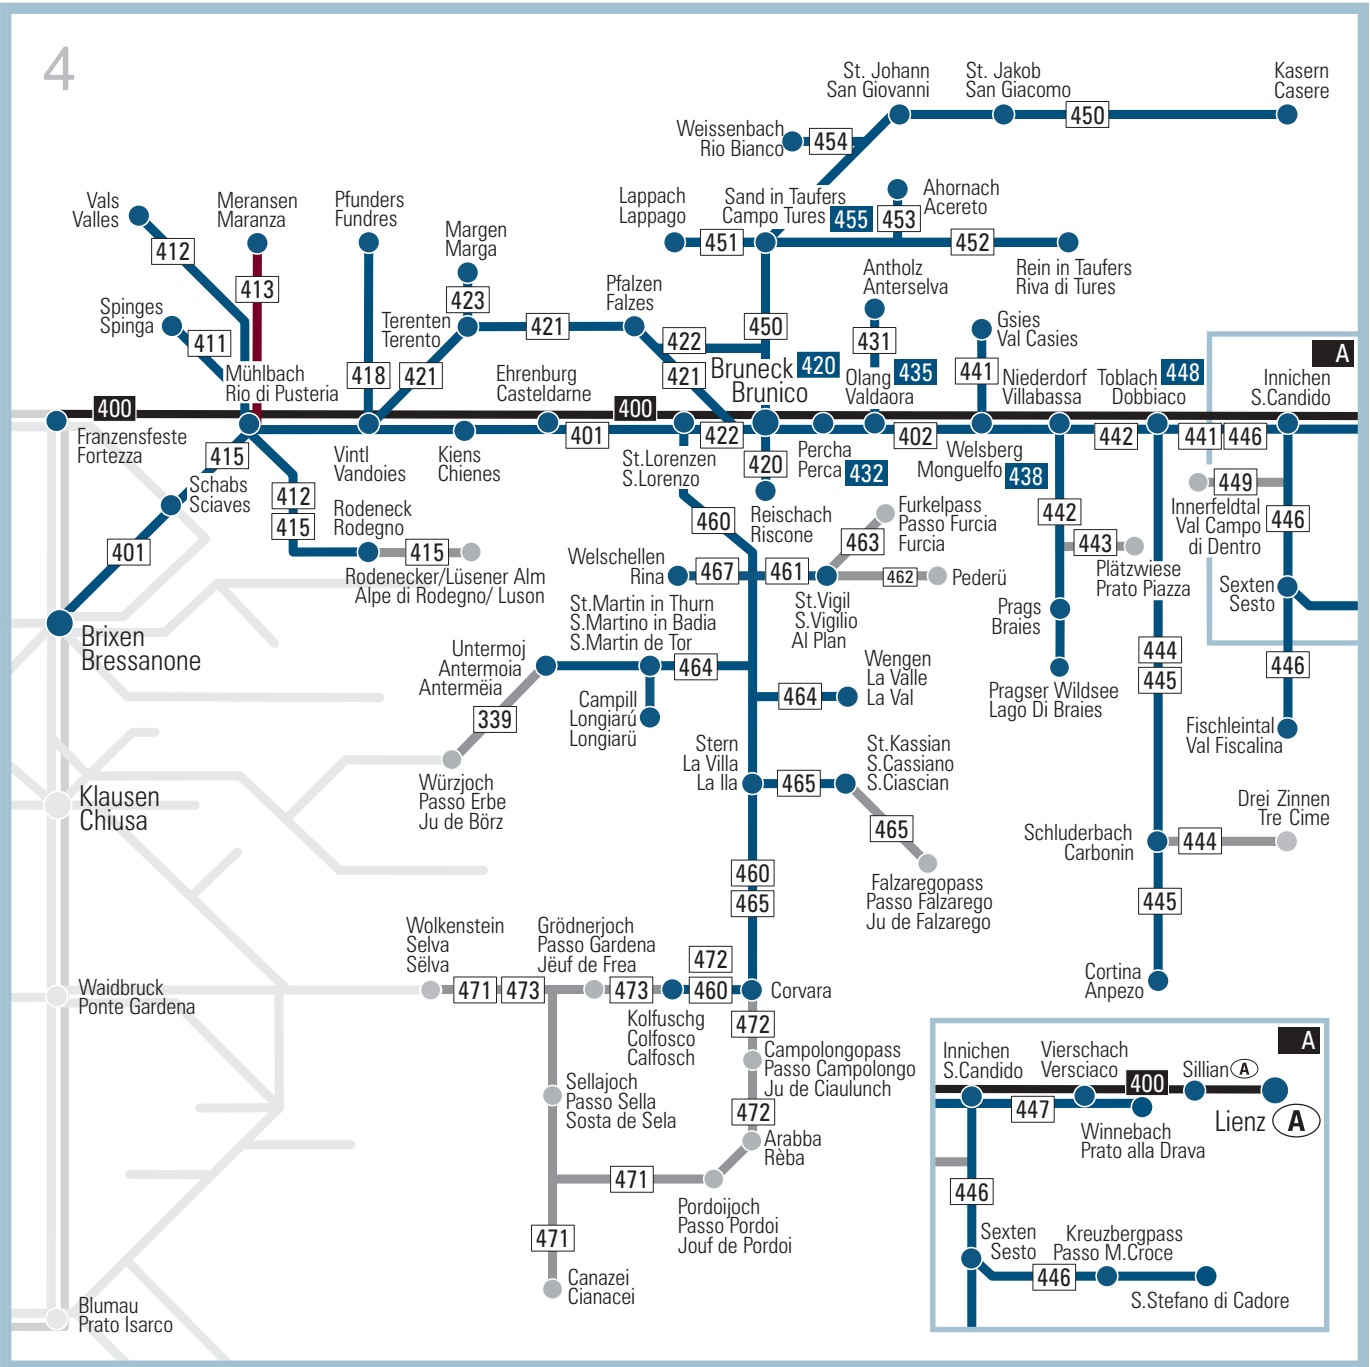 4
St. Johann
San Giovanni
St. Jakob
San Giacomo
Kasern
Casere
450
Weissenbach
Rio Bianco
454
Vals
Valles
Meransen
Maranza
Pfunders
Fundres
Lappach
Lappago
Sand in Taufers
Campo Tures
455
453
Ahornach
Acereto
412
Margen
Marga
451
452
413
423
Pfalzen
Falzes
Antholz
Anterselva
Rein in Taufers
Riva di Tures
Spinges
Spinga
411
Terenten
Terento
421
422
450
431
Gsies
Val Casies
A
Mühlbach
Rio di Pusteria
418
421
Ehrenburg
Casteldarne
421
Bruneck
Brunico
420
Olang
Valdaora
435
441
Niederdorf
Villabassa
Toblach
Dobbiaco
448
Innichen
S.Candido
400
400
Franzensfeste
Fortezza
401
422
402
442
441
446
415
Vintl
Vandoies
Kiens
Chienes
St.Lorenzen
S.Lorenzo
420
Percha
Perca
432
Welsberg
Monguelfo
438
Schabs
Sciaves
412
415
Rodeneck
Rodegno
460
Reischach
Riscone
Furkelpass
Passo Furcia
Furcia
442
449
Innerfeldtal
Val Campo
di Dentro
446
401
415
463
443
Rodenecker/Lüsener Alm
Alpe di Rodegno/ Luson
Welschellen
Rina
467
461
462
Pederü
Plätzwiese
Prato Piazza
Sexten
Sesto
St.Martin in Thurn
S.Martino in Badia
S.Martin de Tor
St.Vigil
S.Vigilio
Al Plan
Prags
Braies
Brixen
Bressanone
Untermoj
Antermoia
Antermëia
464
Wengen
La Valle
La Val
444
445
446
Campill
Longiarú
Longiarü
464
Pragser Wildsee
Lago Di Braies
339
Fischleintal
Val Fiscalina
Stern
La Villa
La Ila
St.Kassian
S.Cassiano
S.Ciascian
Würzjoch
Passo Erbe
Ju de Börz
465
Klausen
Chiusa
465
Drei Zinnen
Tre Cime
Schluderbach
Carbonin
444
460
465
Falzaregopass
Passo Falzarego
Ju de Falzarego
445
Wolkenstein
Selva
Sëlva
Grödnerjoch
Passo Gardena
Jëuf de Frea
472
Waidbruck
Ponte Gardena
471
473
473
460
Corvara
Cortina
Anpezo
Kolfuschg
Colfosco
Calfosch
472
Campolongopass
Passo Campolongo
Ju de Ciaulunch
A
Innichen
S.Candido
Vierschach
Versciaco
400
Sillian A
Sellajoch
Passo Sella
Sosta de Sela
472
447
Lienz A
Arabba
Rèba
Winnebach
Prato alla Drava
471
446
Pordoijoch
Passo Pordoi
Jouf de Pordoi
471
Sexten
Sesto
Kreuzbergpass
Passo M.Croce
446
Canazei
Cianacei
S.Stefano di Cadore
Blumau
Prato Isarco